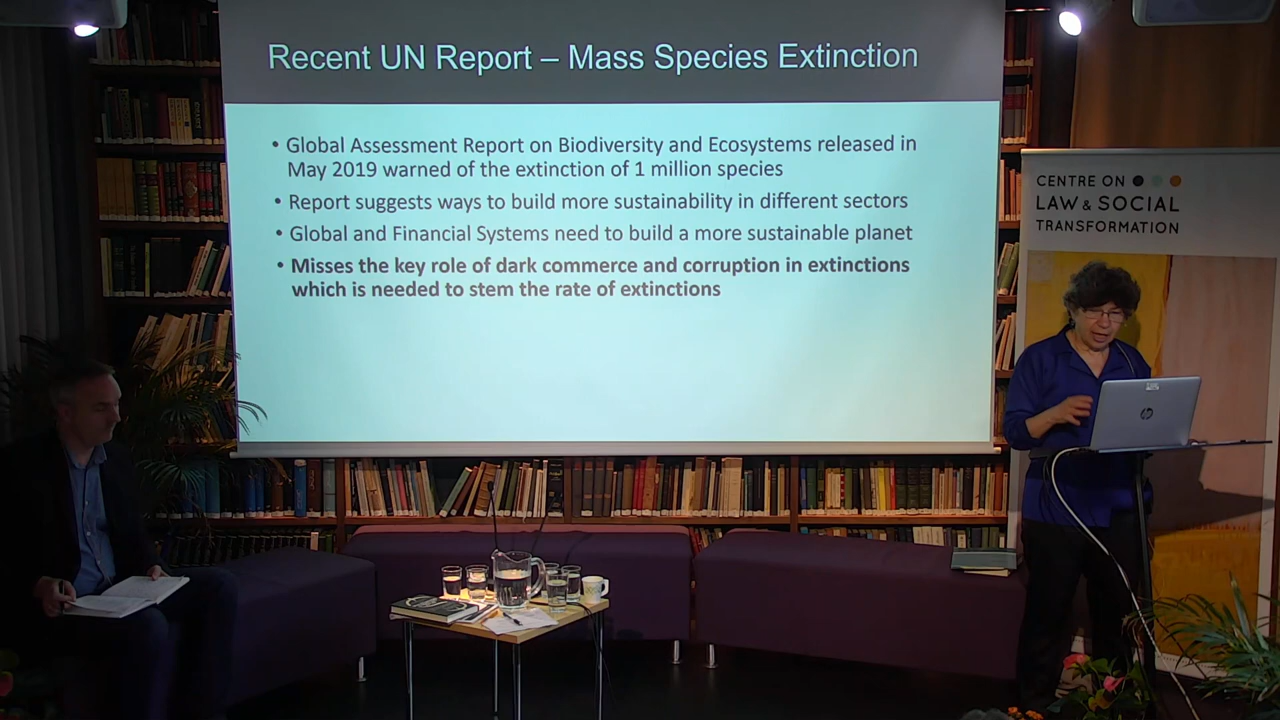 Recent UN Report – Mass Species Extinction
• Global Assessment Report on Biodiversity and Ecosystems released in
May 2019 warned of the extinction of 1 million species
• Report suggests ways to build more sustainability in different sectors
• Global and Financial Systems need to build a more sustainable planet
• Misses the key role of dark commerce and corruption in extinctions
which is needed to stem the rate of extinctions
CENTRE ON
LAW & SOCIAL
TRANSFORMATION
hp